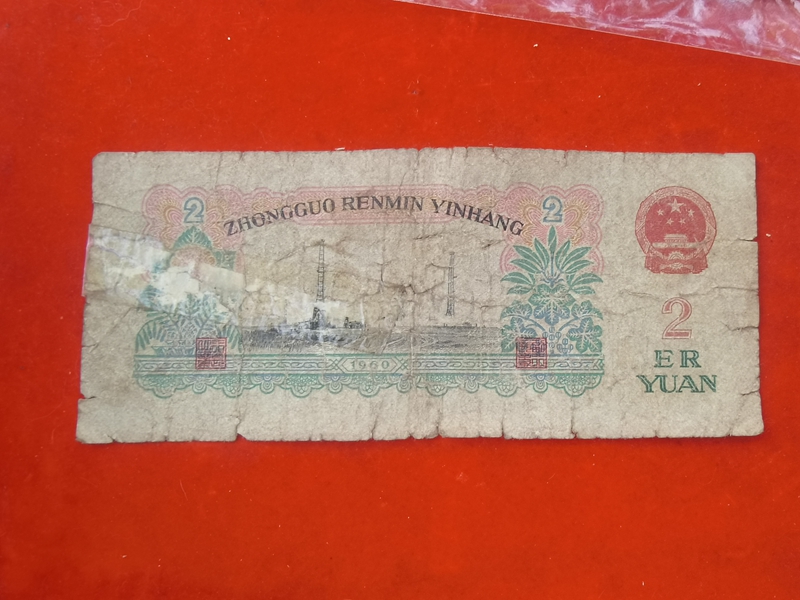 2
ZHONGGUO RENMIN YINHANG
2
1960
2
ER
YUAN